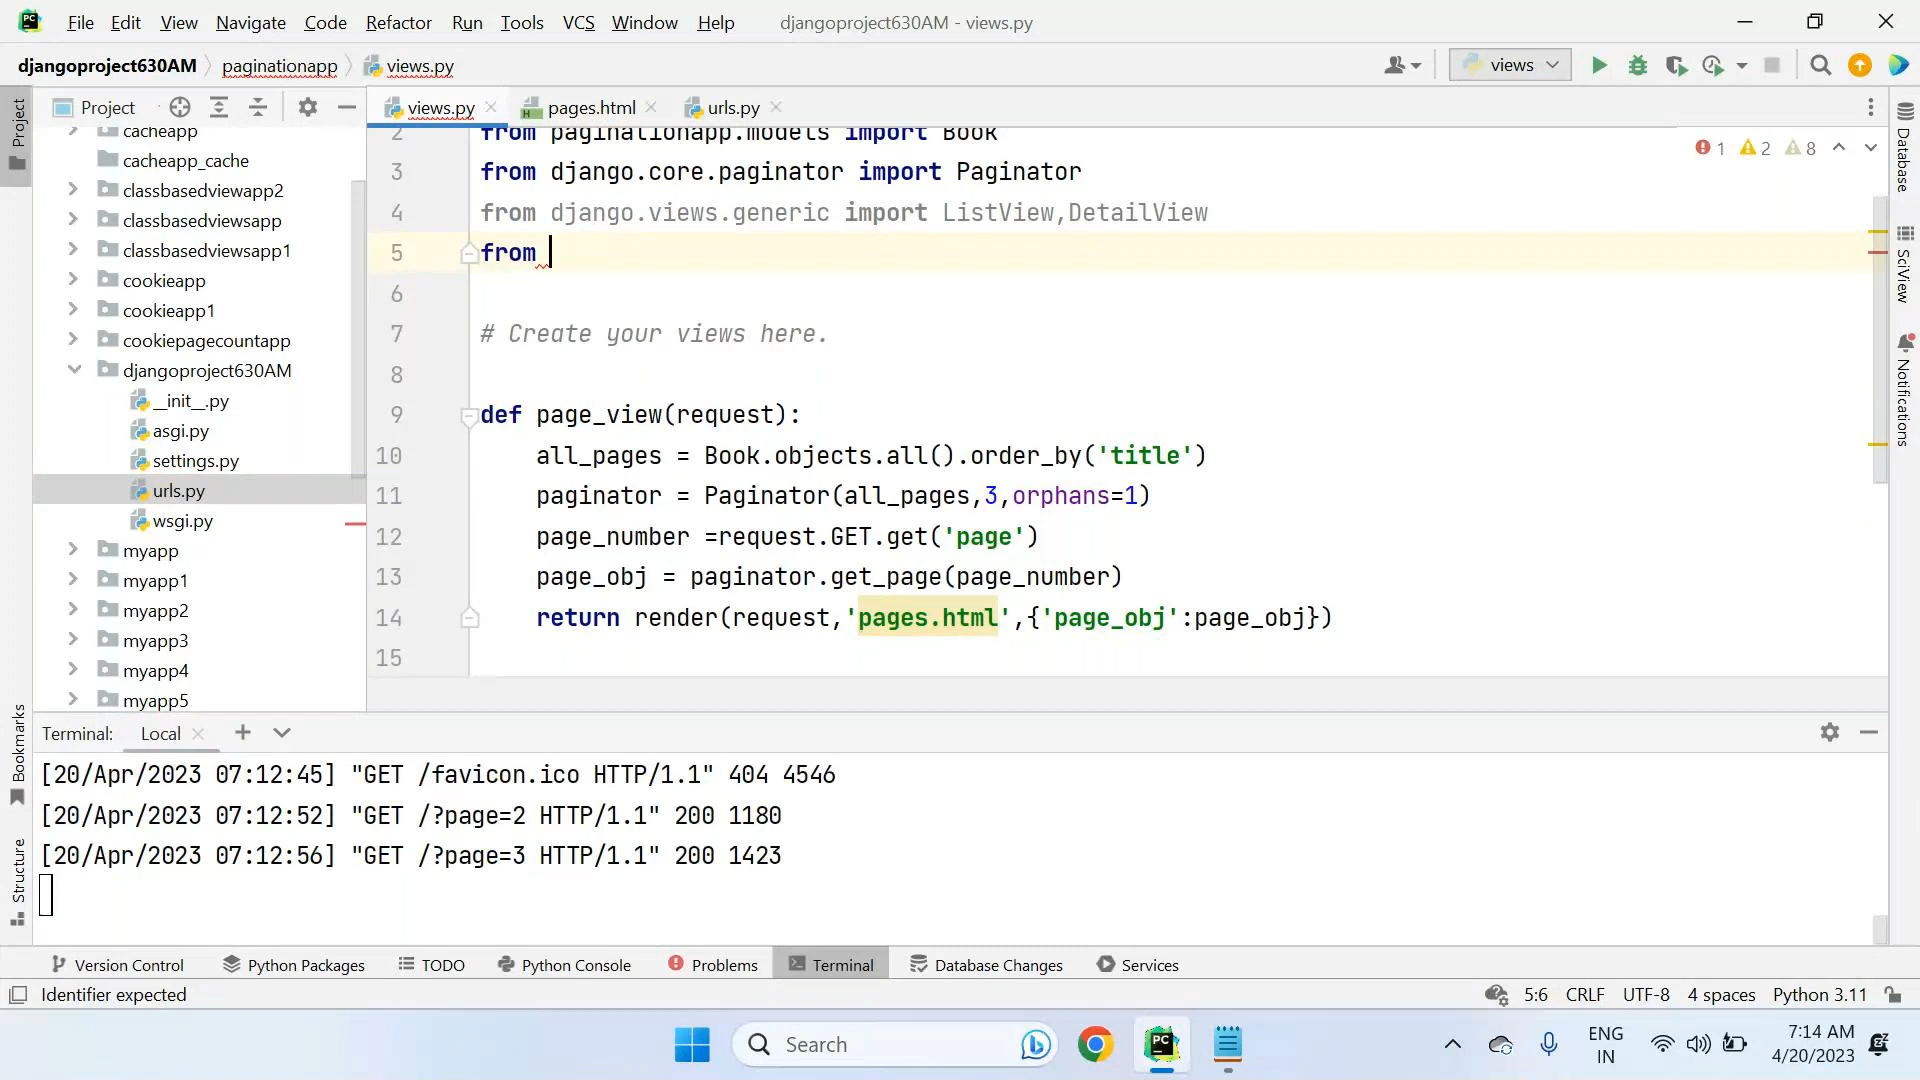 PC
File Edit View Navigate Code Refactor Run Tools VCS Window Help djangoproject630AM - views.py
djangoproject630AM paginationapp views.py views
Project
Project
views.py pages.html urls.py
Database
SciView
Notifications
cacheapp
cacheapp_cache
classbasedviewapp2
classbasedviewsapp
classbasedviewsapp1
cookieapp
cookieapp1
cookiepagecountapp
djangoproject630AM
__init__.py
asgi.py
settings.py
urls.py
wsgi.py
myapp
myapp1
myapp2
myapp3
myapp4
myapp5
1 2 8
2 from paginationapp.models import Book
3 from django.core.paginator import Paginator
4 from django.views.generic import ListView,DetailView
5 from
6
7 # Create your views here.
8
9 def page_view(request):
10 all_pages = Book.objects.all().order_by('title')
11 paginator = Paginator(all_pages,3,orphans=1)
12 page_number =request.GET.get('page')
13 page_obj = paginator.get_page(page_number)
14 return render(request,'pages.html',{'page_obj':page_obj})
15
Bookmarks
Structure
Terminal: Local
[20/Apr/2023 07:12:45] "GET /favicon.ico HTTP/1.1" 404 4546
[20/Apr/2023 07:12:52] "GET /?page=2 HTTP/1.1" 200 1180
[20/Apr/2023 07:12:56] "GET /?page=3 HTTP/1.1" 200 1423
Version Control Python Packages TODO Python Console Problems Terminal Database Changes Services
Identifier expected 5:6 CRLF UTF-8 4 spaces Python 3.11
Search PC
ENG
IN
7:14 AM
4/20/2023